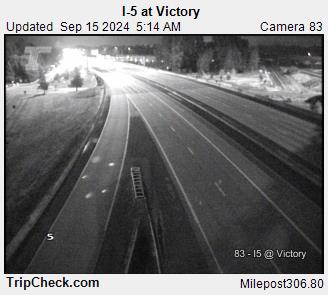 I-5 at Victory
Updated Sep 15 2024 5:14 AM Camera 83
S
83 - I5 @ Victory
TripCheck.com Milepost306.80